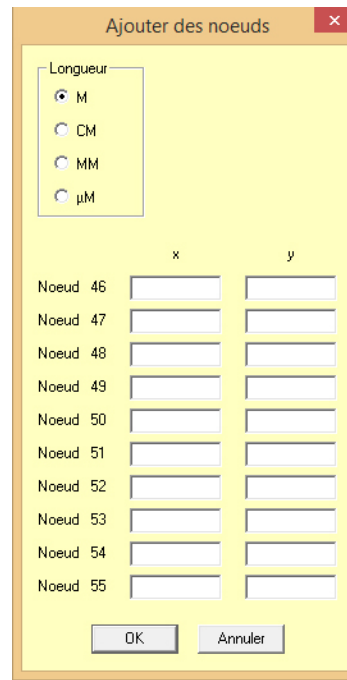 Ajouter des noeuds
Longueur
M
CM
MM
µM
x y
Noeud 46
Noeud 47
Noeud 48
Noeud 49
Noeud 50
Noeud 51
Noeud 52
Noeud 53
Noeud 54
Noeud 55
OK Annuler